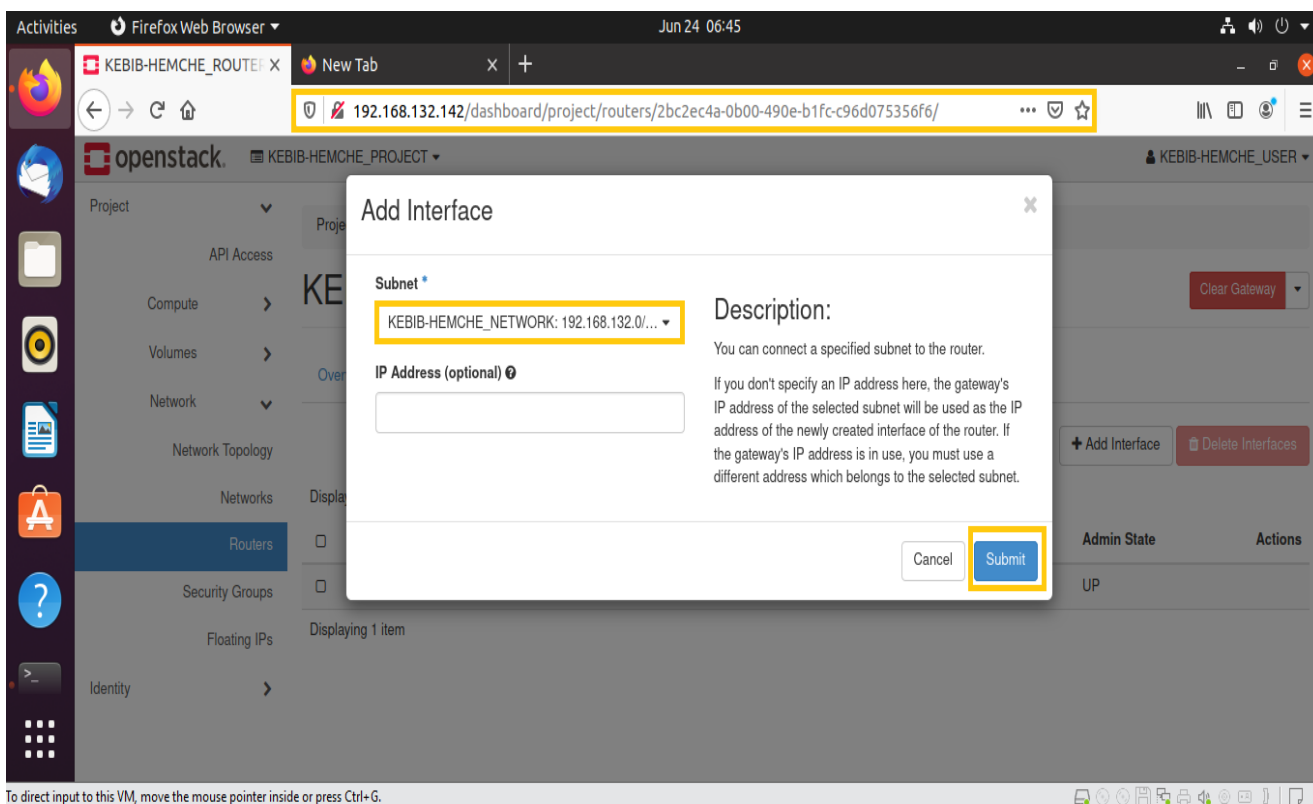 Activities Firefox Web Browser Jun 24 06:45
KEBIB-HEMCHE_ROUTER New Tab
192.168.132.142/dashboard/project/routers/2bc2ec4a-0b00-490e-b1fc-c96d075356f6/
openstack. KEBIB-HEMCHE_PROJECT KEBIB-HEMCHE_USER
Project
API Access
Compute
Volumes
Network
Network Topology
Networks
Routers
Security Groups
Floating IPs
Identity
Proje
KE
Clear Gateway
Over
+ Add Interface Delete Interfaces
Display
Admin State Actions
UP
Displaying 1 item
Add Interface
Subnet *
KEBIB-HEMCHE_NETWORK: 192.168.132.0/...
IP Address (optional)
Description:
You can connect a specified subnet to the router.
If you don't specify an IP address here, the gateway's
IP address of the selected subnet will be used as the IP
address of the newly created interface of the router. If
the gateway's IP address is in use, you must use a
different address which belongs to the selected subnet.
Cancel Submit
To direct input to this VM, move the mouse pointer inside or press Ctrl+G.